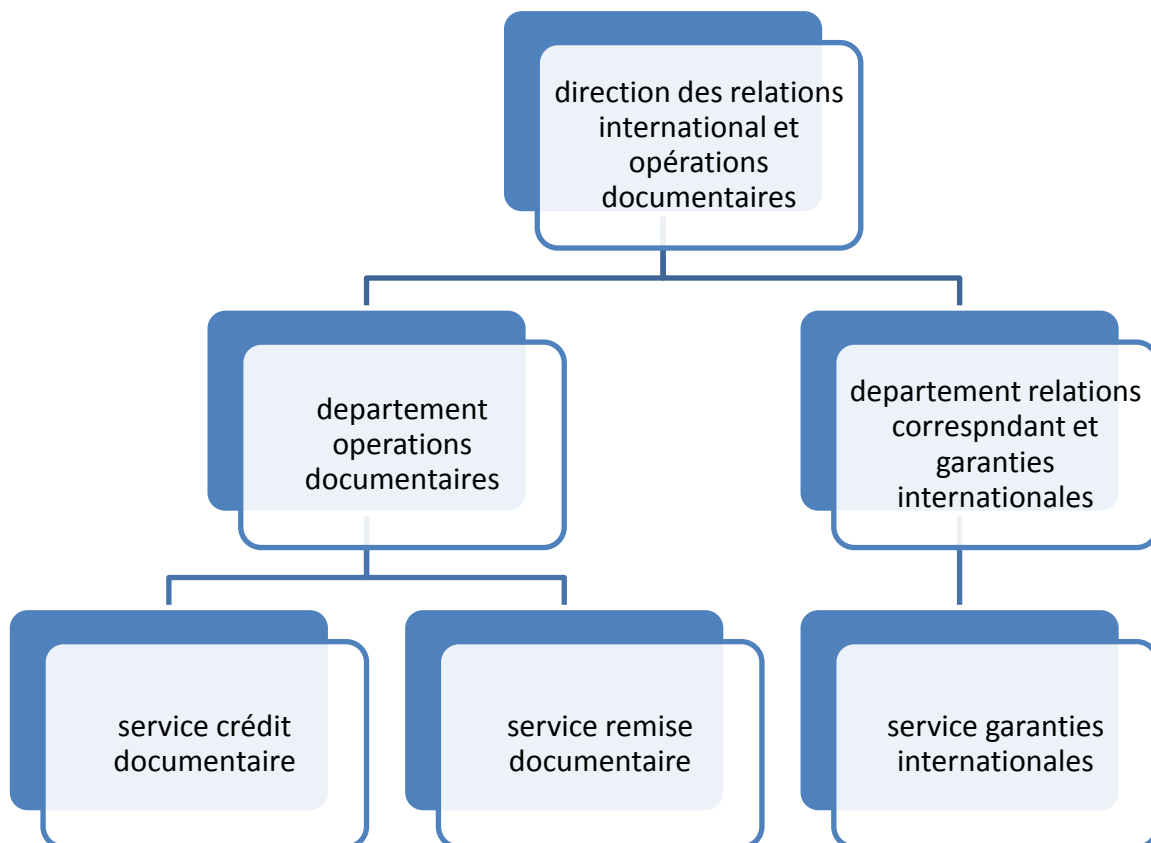 direction des relations
international et
opérations
documentaires
departement
operations
documentaires
departement relations
correspndant et
garanties
internationales
service crédit
documentaire
service remise
documentaire
service garanties
internationales